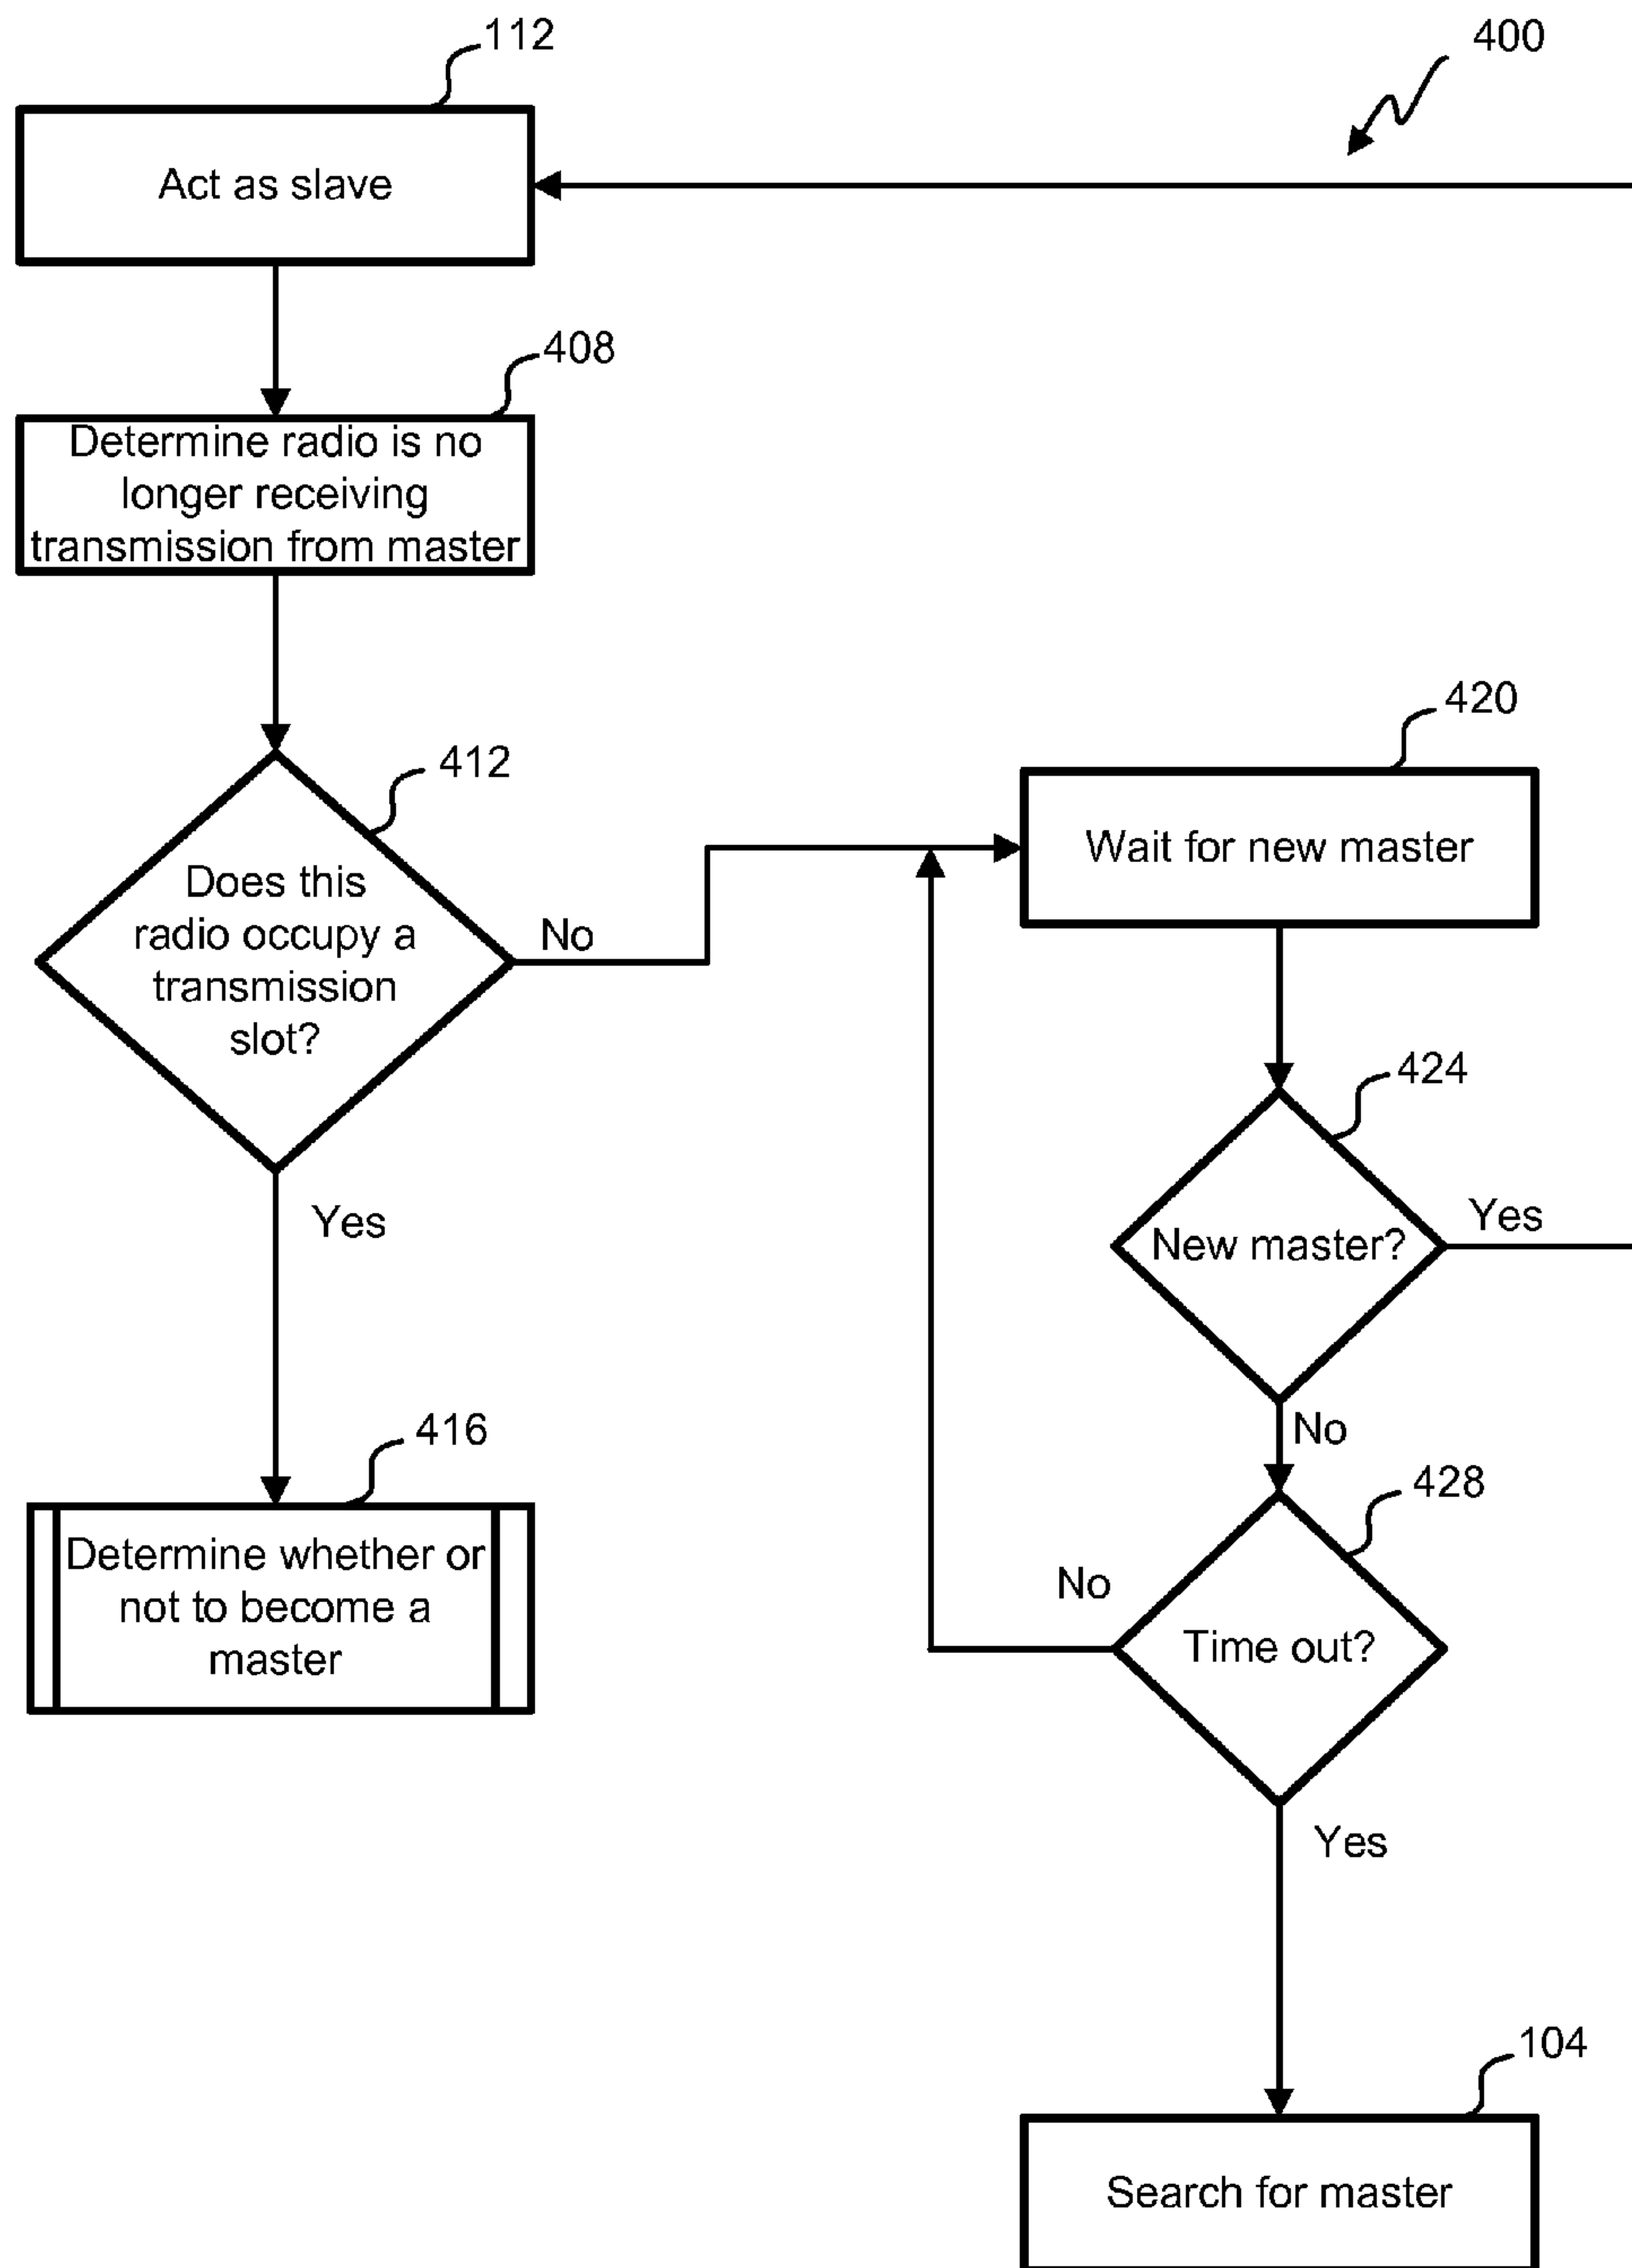 112
400
Act as slave
408
Determine radio is no
longer receiving
transmission from master
412
Does this
radio occupy a
transmission
slot?
No
Yes
416
Determine whether or
not to become a
master
420
Wait for new master
424
New master?
Yes
No
428
Time out?
No
Yes
104
Search for master